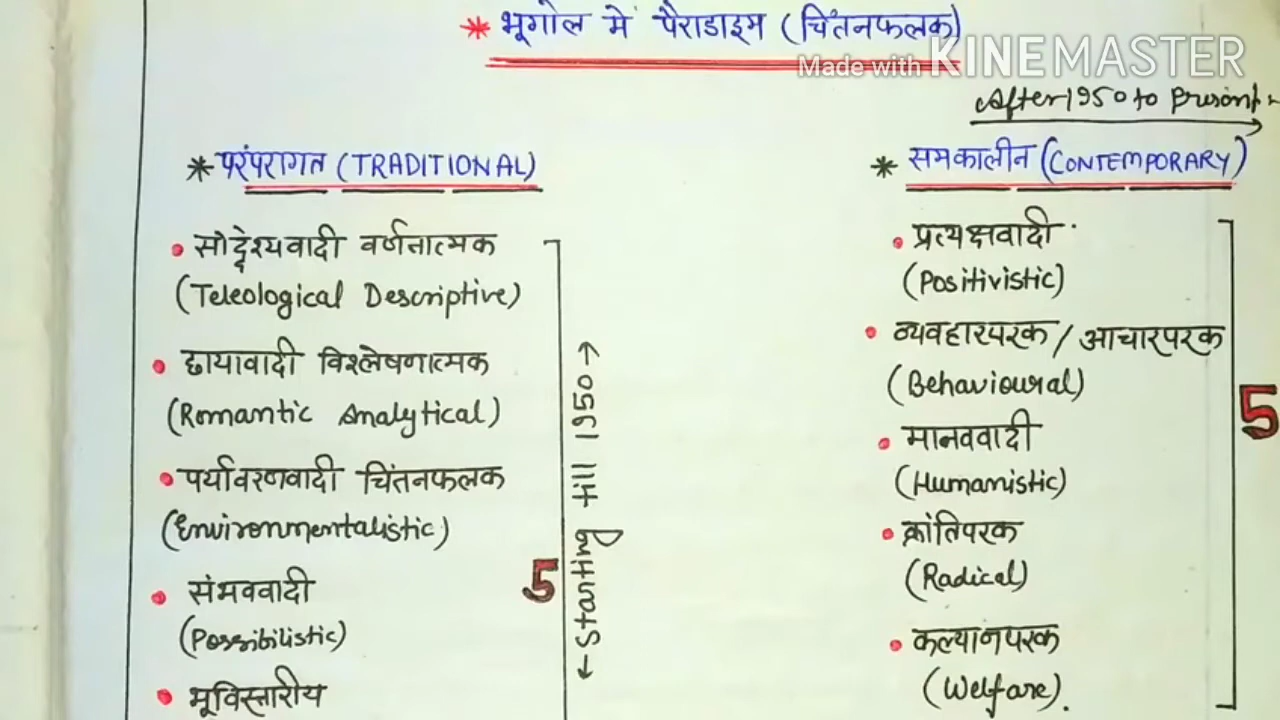 * भूगोल में पैराडाइम (चिंतनफलक)
Made with KINEMASTER
After 1950 to present
* परंपरागत (TRADITIONAL)
• सोद्देश्यवादी वर्णनात्मक
(Teleological Descriptive)
• छायावादी विश्लेषणात्मक
(Romantic Analytical)
• पर्यावरणवादी चिंतनफलक
(Environmentalistic)
• संभववादी
(Possibilistic)
• भूविस्तारीय
5
← Starting till 1950 →
* समकालीन (CONTEMPORARY)
• प्रत्यक्षवादी
(Positivistic)
• व्यवहारपरक / आचारपरक
(Behavioural)
• मानववादी
(Humanistic)
• क्रांतिपरक
(Radical)
• कल्यानपरक
(Welfare).
5